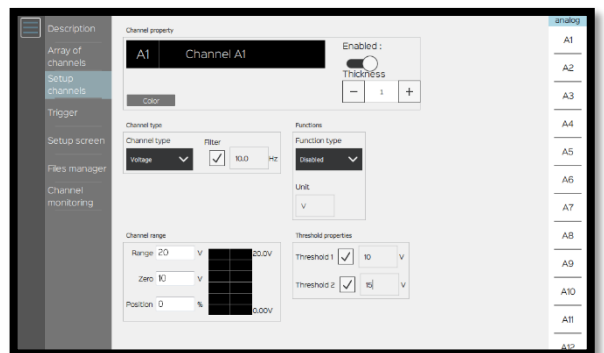 Description
Array of
channels
Setup
channels
Trigger
Setup screen
Files manager
Channel
monitoring
Channel property
A1 Channel A1
Enabled :
Thickness
- 1 +
Color
Channel type
Channel type Filter
Voltage 10.0 Hz
Functions
Function type
Disabled
Unit
V
Channel range
Range 20 V 20.0V
Zero 10 V
Position 0 % 0.00V
Threshold properties
Threshold 1 10 V
Threshold 2 15 V
analog
A1
A2
A3
A4
A5
A6
A7
A8
A9
A10
A11
A12